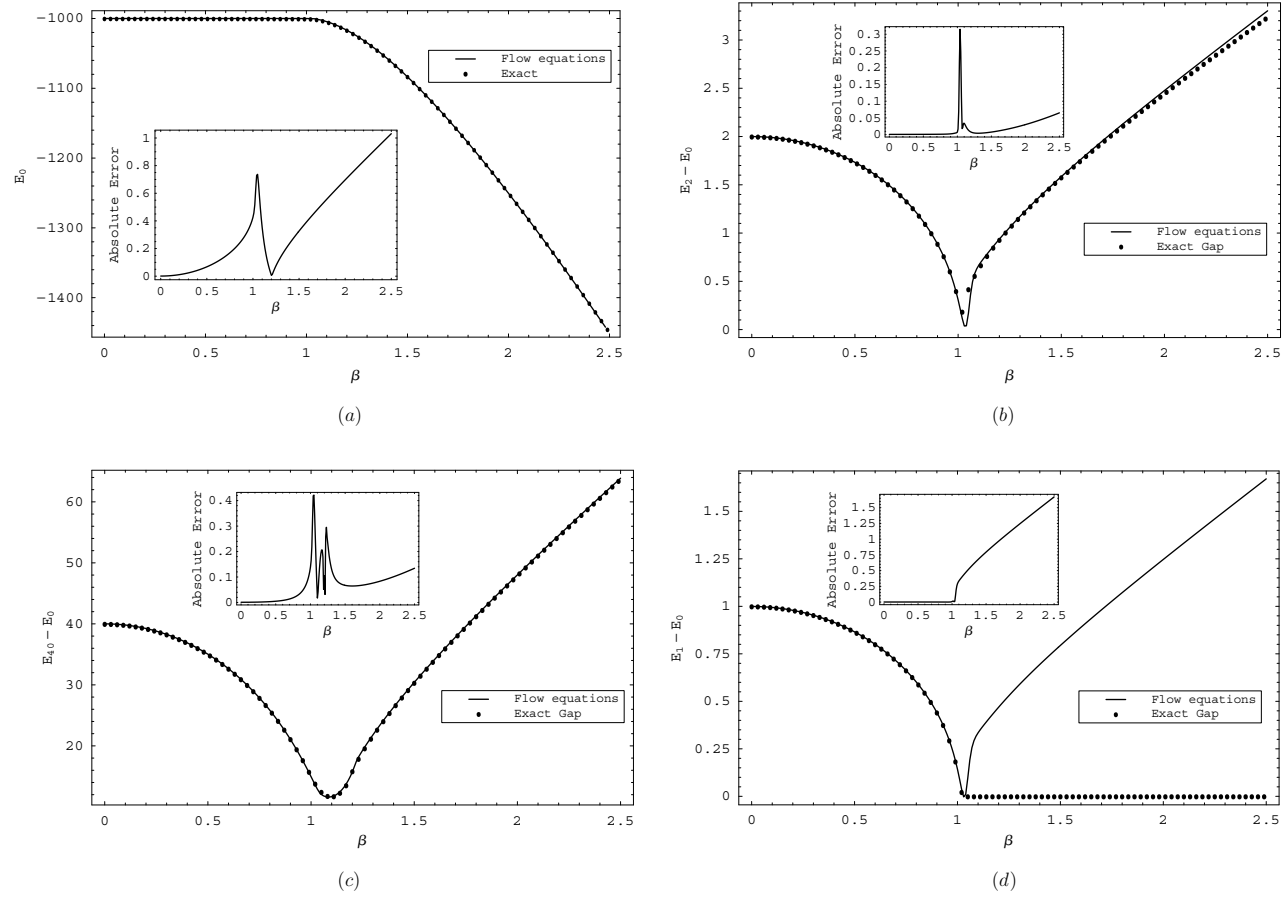 -1000
-1100
-1200
-1300
-1400
E0
0 0.5 1 1.5 2 2.5
β
Flow equations
Exact
1
0.8
0.6
0.4
0.2
0
Absolute Error
0 0.5 1 1.5 2 2.5
β
(a)
3
2.5
2
1.5
1
0.5
0
E2 - E0
0 0.5 1 1.5 2 2.5
β
Flow equations
Exact Gap
0.3
0.25
0.2
0.15
0.1
0.05
0
Absolute Error
0 0.5 1 1.5 2 2.5
β
(b)
60
50
40
30
20
E40 - E0
0 0.5 1 1.5 2 2.5
β
Flow equations
Exact Gap
0.4
0.3
0.2
0.1
0
Absolute Error
0 0.5 1 1.5 2 2.5
β
(c)
1.5
1.25
1
0.75
0.5
0.25
0
E1 - E0
0 0.5 1 1.5 2 2.5
β
Flow equations
Exact Gap
1.5
1.25
1
0.75
0.5
0.25
0
Absolute Error
0 0.5 1 1.5 2 2.5
β
(d)